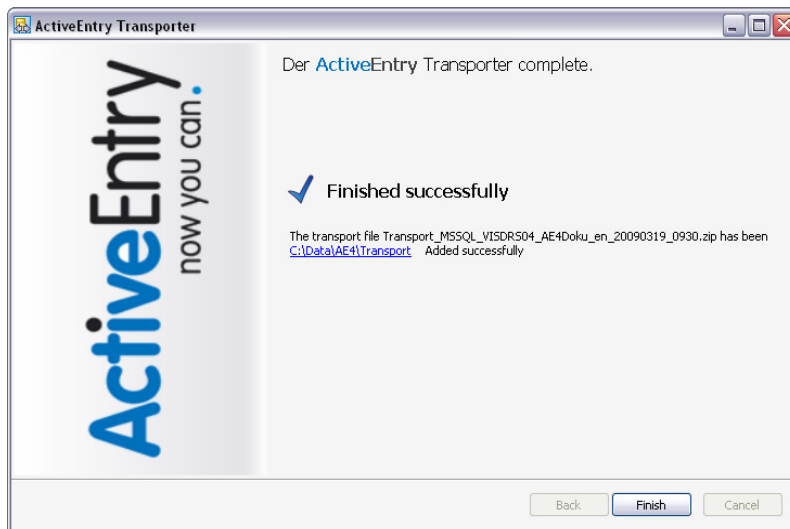 ActiveEntry Transporter
ActiveEntry
now you can.
Der ActiveEntry Transporter complete.
Finished successfully
The transport file Transport_MSSQL_VISDRS04_AE4Doku_en_20090319_0930.zip has been
C:\Data\AE4\Transport Added successfully
Back Finish Cancel